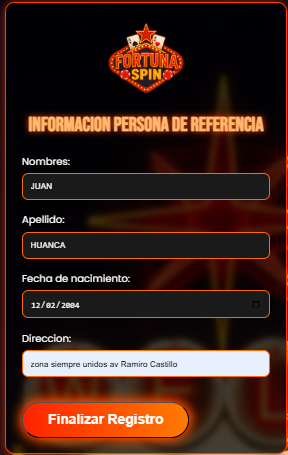 FORTUNA
SPIN
INFORMACION PERSONA DE REFERENCIA
Nombres:
JUAN
Apellido:
HUANCA
Fecha de nacimiento:
12/02/2004
Direccion:
zona siempre unidos av Ramiro Castillo
Finalizar Registro